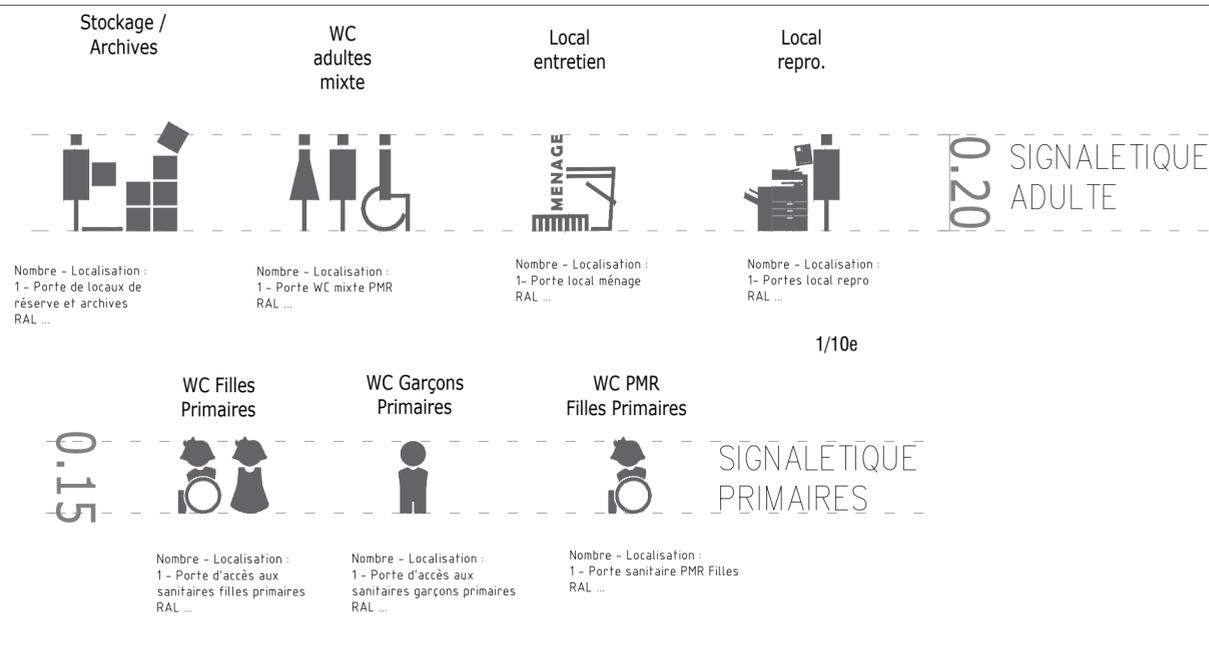 Stockage /
Archives
WC
adultes
mixte
Local
entretien
Local
repro.
MENAGE
0.20
SIGNALETIQUE
ADULTE
Nombre - Localisation :
1 - Porte de locaux de
réserve et archives
RAL ...
Nombre - Localisation :
1 - Porte WC mixte PMR
RAL ...
Nombre - Localisation :
1- Porte local ménage
RAL ...
Nombre - Localisation :
1- Portes local repro
RAL ...
1/10e
WC Filles
Primaires
WC Garçons
Primaires
WC PMR
Filles Primaires
0.15
SIGNALETIQUE
PRIMAIRES
Nombre - Localisation :
1 - Porte d'accès aux
sanitaires filles primaires
RAL ...
Nombre - Localisation :
1 - Porte d'accès aux
sanitaires garçons primaires
RAL ...
Nombre - Localisation :
1 - Porte sanitaire PMR Filles
RAL ...